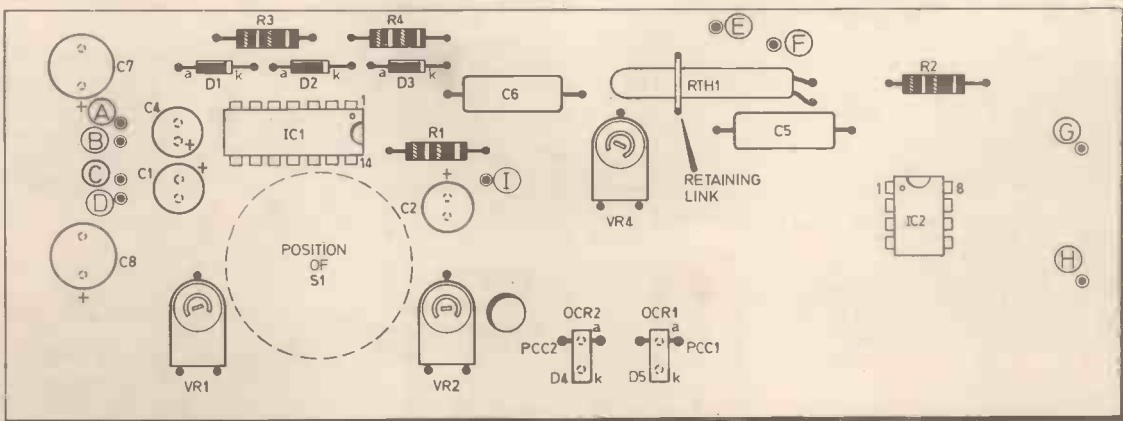 R3
R4
C7
a
D1
k
a
D2
k
a
D3
k
+
A
B
C
D
C4
+
C1
+
C8
+
IC1
1
14
R1
+
C2
I
C6
RTH1
E
F
R2
C5
RETAINING
LINK
VR4
G
1
8
IC2
H
POSITION
OF
S1
VR1
VR2
OCR2
a
PCC2
D4
k
OCR1
a
PCC1
D5
k